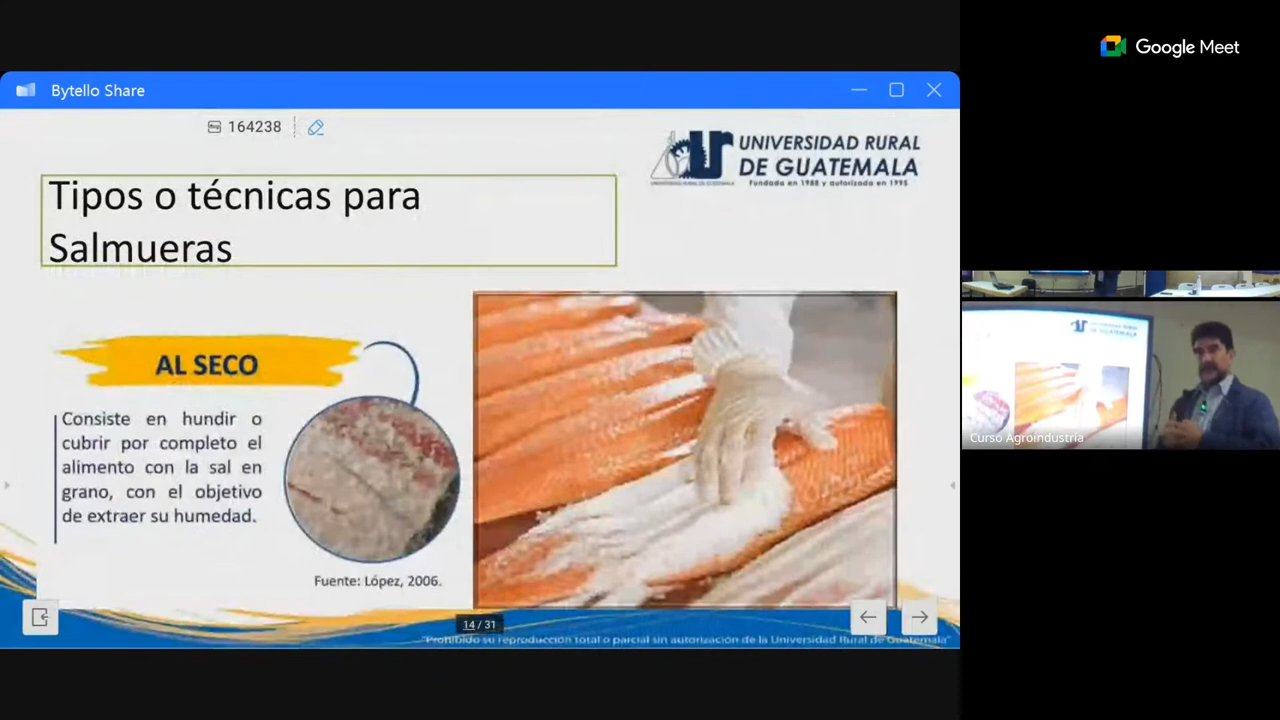 Google Meet
Bytello Share
164238
UNIVERSIDAD RURAL
DE GUATEMALA
Fundada en 1988 y autorizada en 1995
Tipos o técnicas para
Salmueras
AL SECO
Consiste en hundir o
cubrir por completo el
alimento con la sal en
grano, con el objetivo
de extraer su humedad.
Fuente: López, 2006.
14 / 31
"Prohibido su reproducción total o parcial sin autorización de la Universidad Rural de Guatemala"
Curso Agroindustria